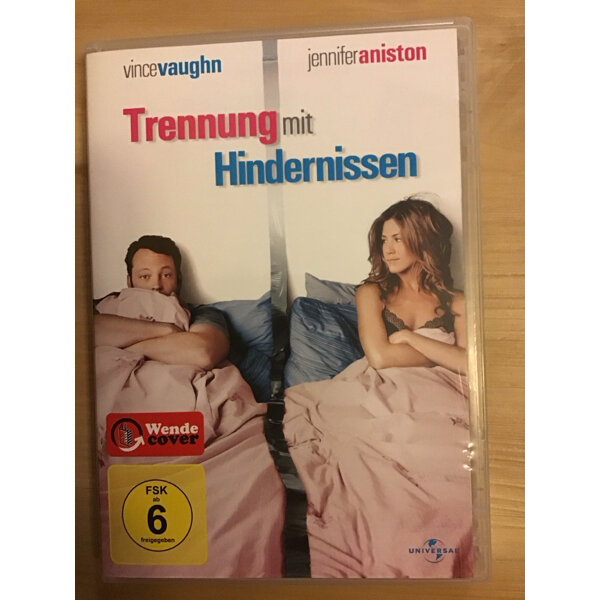 vincevaughn
jenniferaniston
Trennung mit
Hindernissen
Wende
cover
FSK
ab
6
freigegeben
UNIVERSAL